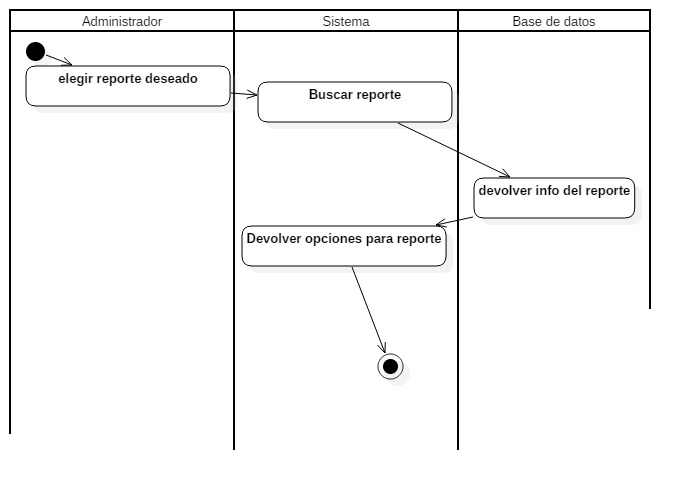 Administrador
Sistema
Base de datos
elegir reporte deseado
Buscar reporte
devolver info del reporte
Devolver opciones para reporte